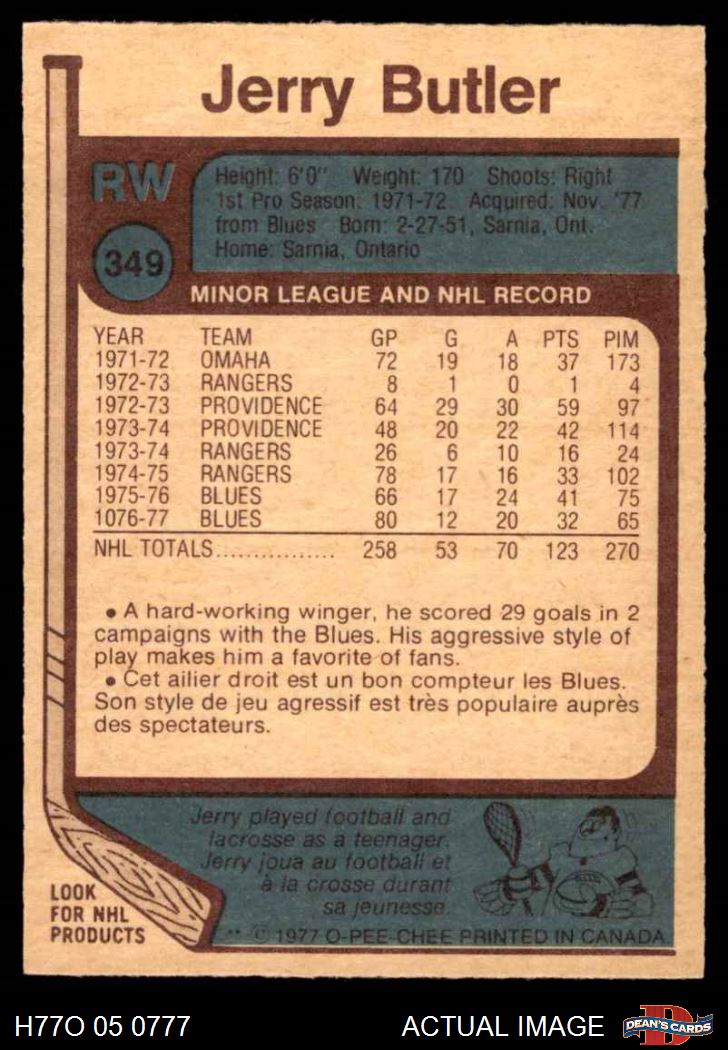 Jerry Butler
RW
349
Height: 6'0" Weight: 170 Shoots: Right
1st Pro Season: 1971-72 Acquired: Nov. '77
from Blues Born: 2-27-51, Sarnia, Ont.
Home: Sarnia, Ontario
MINOR LEAGUE AND NHL RECORD
YEAR TEAM GP G A PTS PIM
1971-72 OMAHA 72 19 18 37 173
1972-73 RANGERS 8 1 0 1 4
1972-73 PROVIDENCE 64 29 30 59 97
1973-74 PROVIDENCE 48 20 22 42 114
1973-74 RANGERS 26 6 10 16 24
1974-75 RANGERS 78 17 16 33 102
1975-76 BLUES 66 17 24 41 75
1076-77 BLUES 80 12 20 32 65
NHL TOTALS................ 258 53 70 123 270
• A hard-working winger, he scored 29 goals in 2
campaigns with the Blues. His aggressive style of
play makes him a favorite of fans.
• Cet ailier droit est un bon compteur les Blues.
Son style de jeu agressif est très populaire auprès
des spectateurs.
Jerry played football and
lacrosse as a teenager.
Jerry joua au football et
à la crosse durant
sa jeunesse.
LOOK
FOR NHL
PRODUCTS
** © 1977 O-PEE-CHEE PRINTED IN CANADA
H77O 05 0777 ACTUAL IMAGE
D
DEAN'S CARDS